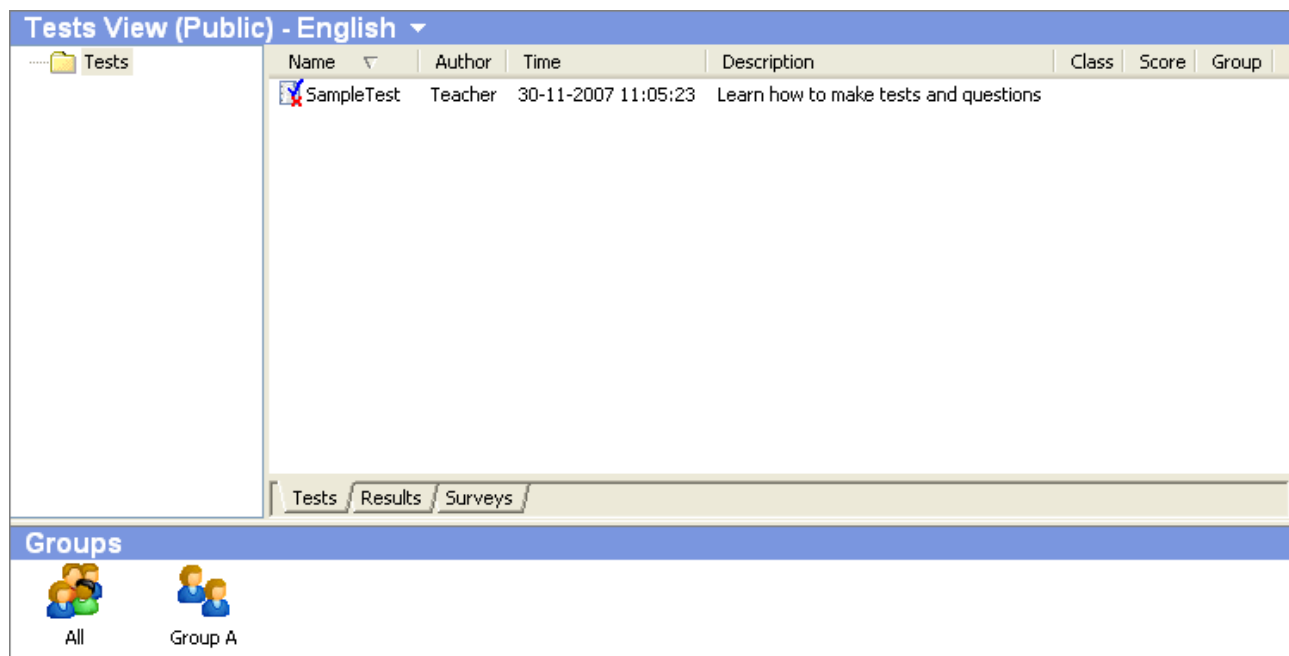 Tests View (Public) - English
Tests
Name Author Time Description Class Score Group
SampleTest Teacher 30-11-2007 11:05:23 Learn how to make tests and questions
Tests Results Surveys
Groups
All Group A